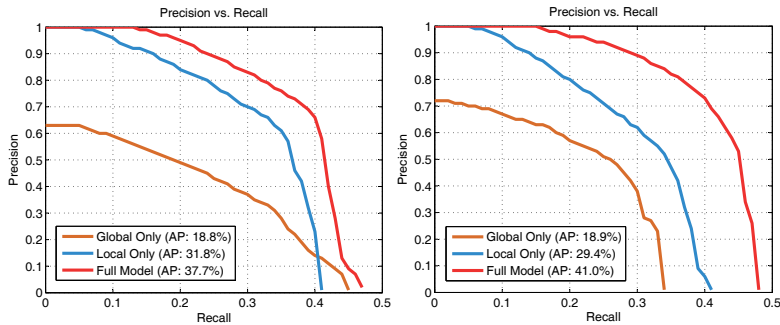 Precision vs. Recall
1
0.9
0.8
0.7
0.6
0.5
0.4
0.3
0.2
0.1
0
Precision
Global Only (AP: 18.8%)
Local Only (AP: 31.8%)
Full Model (AP: 37.7%)
0 0.1 0.2 0.3 0.4 0.5
Recall
Precision vs. Recall
1
0.9
0.8
0.7
0.6
0.5
0.4
0.3
0.2
0.1
0
Precision
Global Only (AP: 18.9%)
Local Only (AP: 29.4%)
Full Model (AP: 41.0%)
0 0.1 0.2 0.3 0.4 0.5
Recall